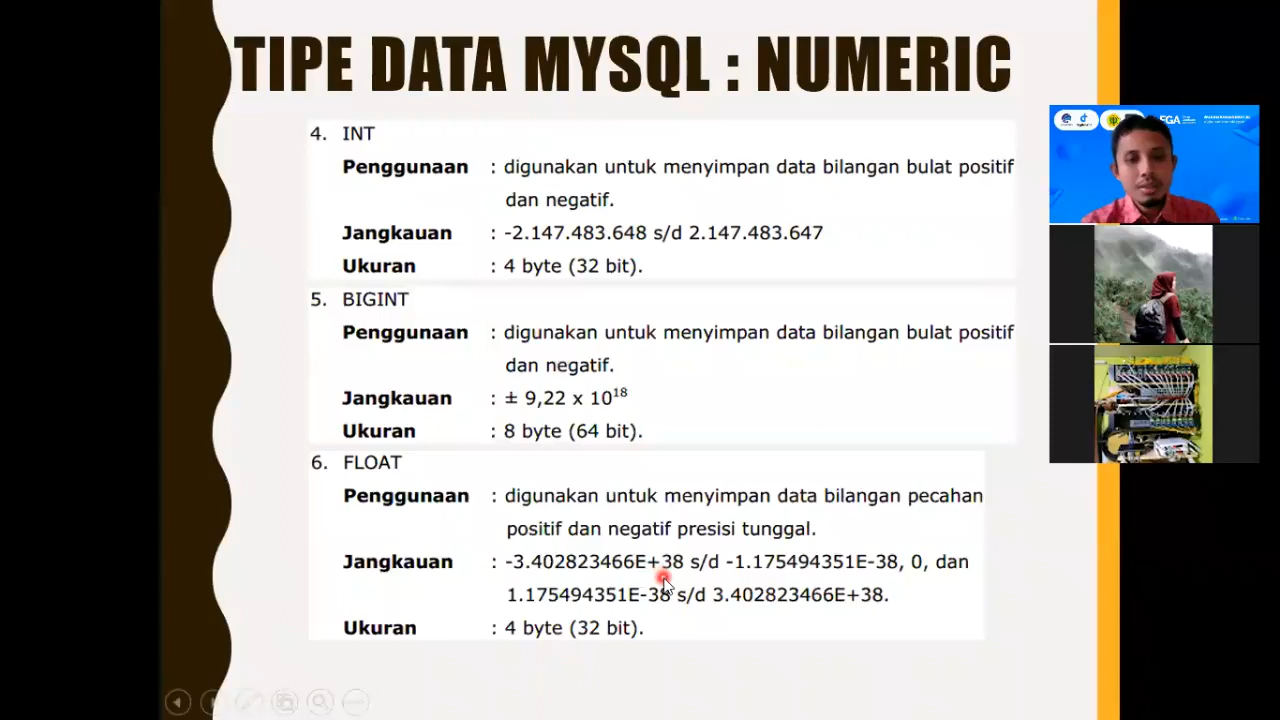 TIPE DATA MYSQL : NUMERIC
4. INT
Penggunaan : digunakan untuk menyimpan data bilangan bulat positif
dan negatif.
Jangkauan : -2.147.483.648 s/d 2.147.483.647
Ukuran : 4 byte (32 bit).
5. BIGINT
Penggunaan : digunakan untuk menyimpan data bilangan bulat positif
dan negatif.
Jangkauan : ± 9,22 x 10¹⁸
Ukuran : 8 byte (64 bit).
6. FLOAT
Penggunaan : digunakan untuk menyimpan data bilangan pecahan
positif dan negatif presisi tunggal.
Jangkauan : -3.402823466E+38 s/d -1.175494351E-38, 0, dan
1.175494351E-38 s/d 3.402823466E+38.
Ukuran : 4 byte (32 bit).
FGA